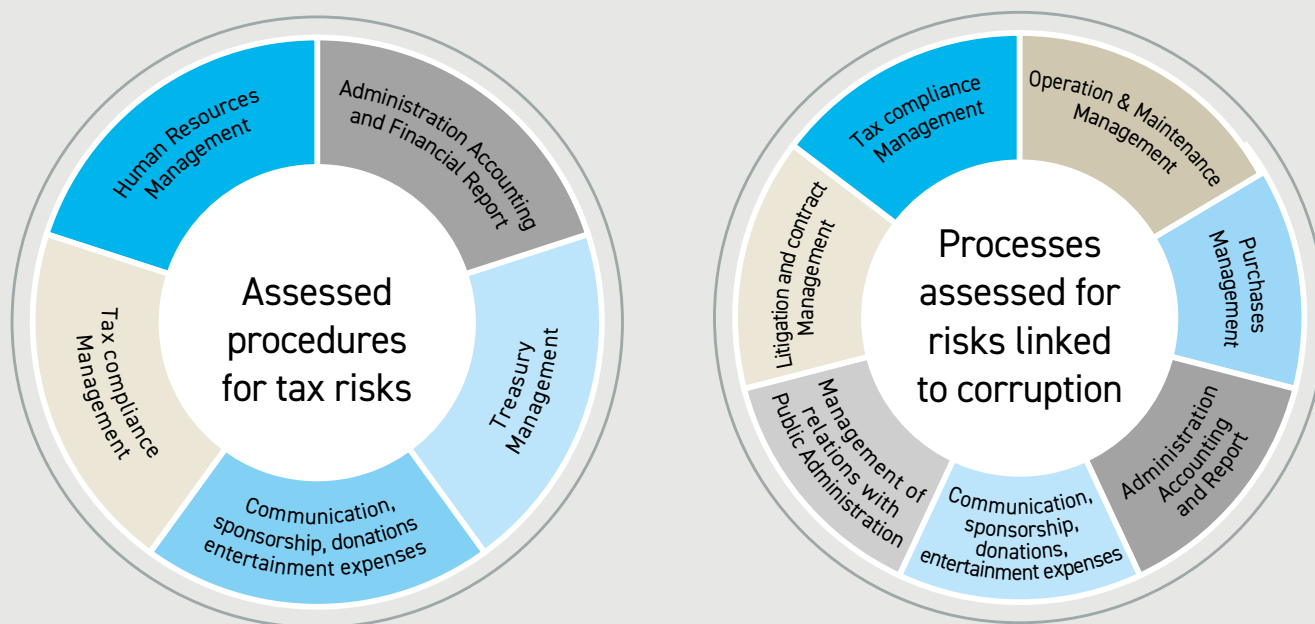 Assessed
procedures
for tax risks
Human Resources
Management
Administration Accounting
and Financial Report
Treasury
Management
Communication,
sponsorship, donations
entertainment expenses
Tax compliance
Management
Processes
assessed for
risks linked
to corruption
Tax compliance
Management
Operation & Maintenance
Management
Purchases
Management
Administration
Accounting
and Report
Communication,
sponsorship,
donations,
entertainment expenses
Management of
relations with
Public Administration
Litigation and contract
Management